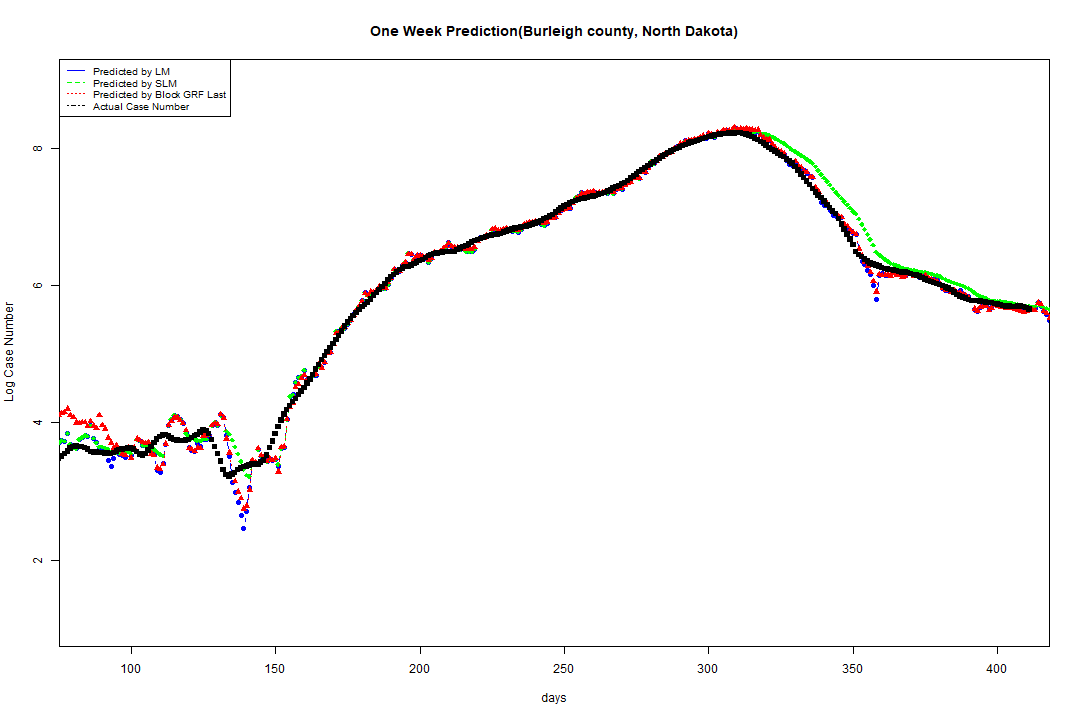 One Week Prediction(Burleigh county, North Dakota)
Predicted by LM
Predicted by SLM
Predicted by Block GRF Last
Actual Case Number
8
6
4
2
Log Case Number
100 150 200 250 300 350 400
days